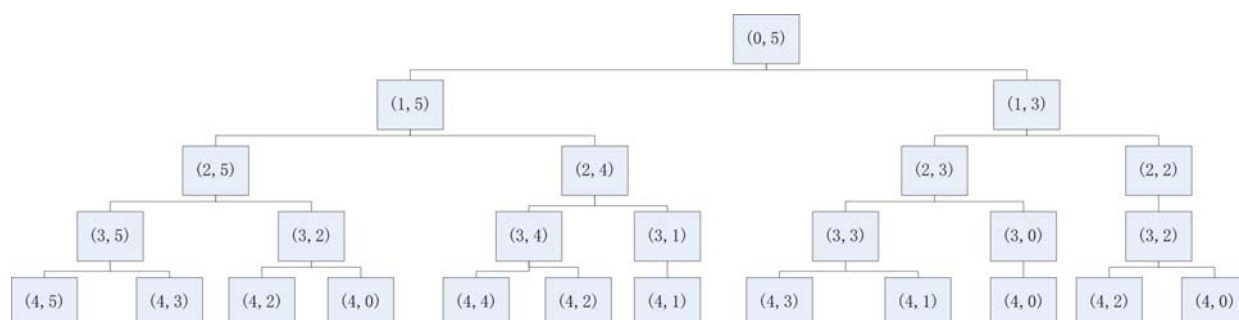 (0, 5)
(1, 5) (1, 3)
(2, 5) (2, 4) (2, 3) (2, 2)
(3, 5) (3, 2) (3, 4) (3, 1) (3, 3) (3, 0) (3, 2)
(4, 5) (4, 3) (4, 2) (4, 0) (4, 4) (4, 2) (4, 1) (4, 3) (4, 1) (4, 0) (4, 2) (4, 0)